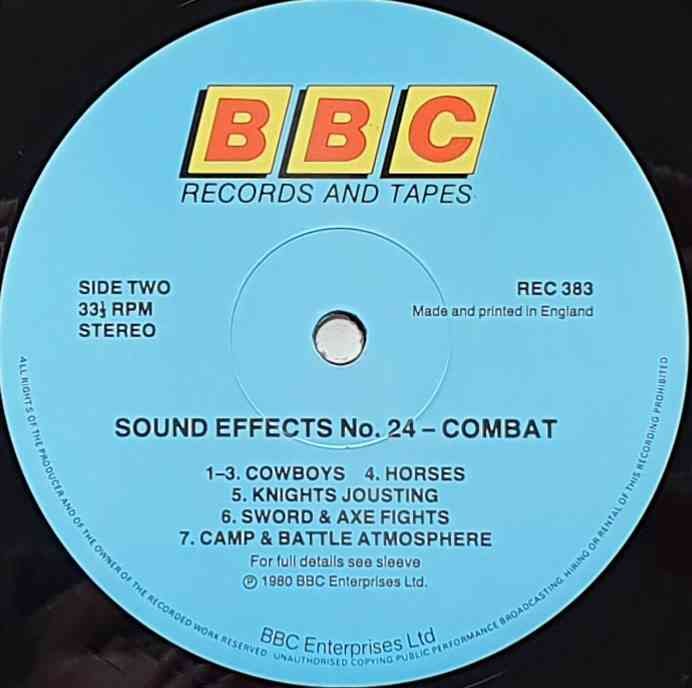 BBC
RECORDS AND TAPES
SIDE TWO
33⅓ RPM
STEREO
REC 383
Made and printed in England
SOUND EFFECTS No. 24 – COMBAT
1–3. COWBOYS 4. HORSES
5. KNIGHTS JOUSTING
6. SWORD & AXE FIGHTS
7. CAMP & BATTLE ATMOSPHERE
For full details see sleeve
℗ 1980 BBC Enterprises Ltd.
BBC Enterprises Ltd
ALL RIGHTS OF THE PRODUCER AND OF THE OWNER OF THE RECORDED WORK RESERVED · UNAUTHORISED COPYING PUBLIC PERFORMANCE BROADCASTING, HIRING OR RENTAL OF THIS RECORDING PROHIBITED